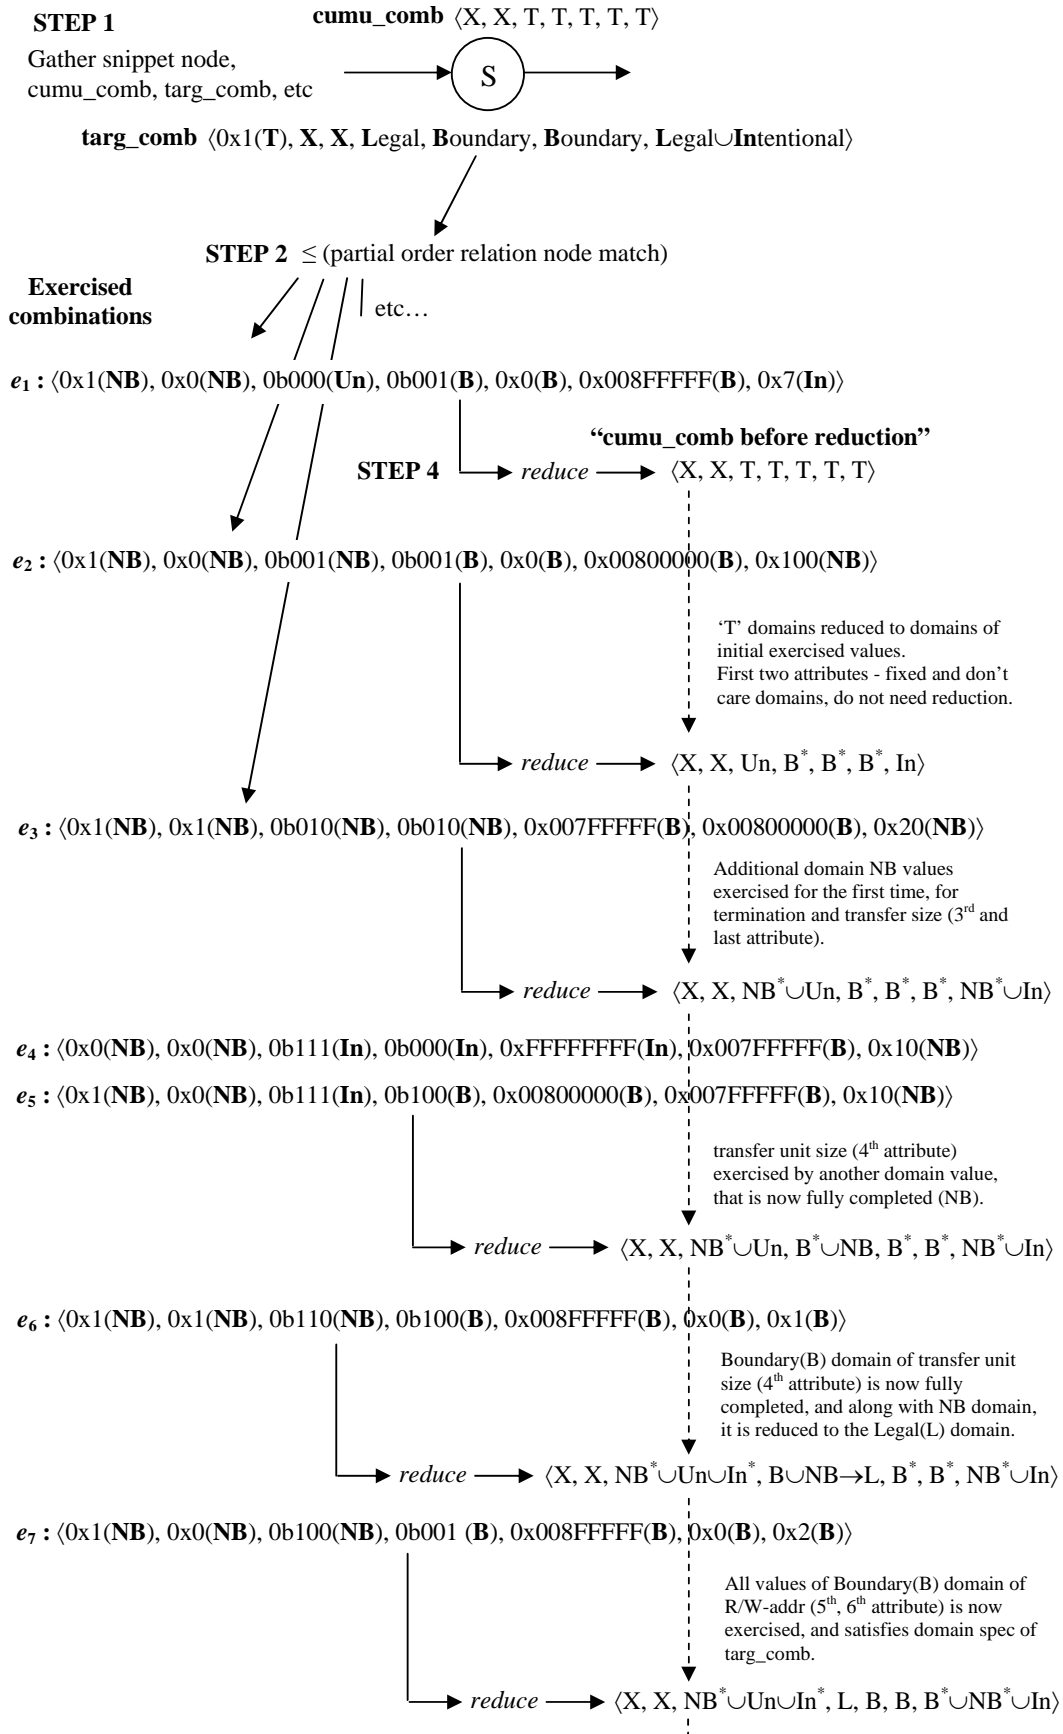 STEP 1
cumu_comb ⟨X, X, T, T, T, T, T⟩
Gather snippet node,
cumu_comb, targ_comb, etc
S
targ_comb ⟨0x1(T), X, X, Legal, Boundary, Boundary, Legal∪Intentional⟩
STEP 2 ≤ (partial order relation node match)
Exercised
combinations
etc…
e1 : ⟨0x1(NB), 0x0(NB), 0b000(Un), 0b001(B), 0x0(B), 0x008FFFFF(B), 0x7(In)⟩
“cumu_comb before reduction”
STEP 4 reduce ⟨X, X, T, T, T, T, T⟩
e2 : ⟨0x1(NB), 0x0(NB), 0b001(NB), 0b001(B), 0x0(B), 0x00800000(B), 0x100(NB)⟩
‘T’ domains reduced to domains of
initial exercised values.
First two attributes - fixed and don’t
care domains, do not need reduction.
reduce ⟨X, X, Un, B*, B*, B*, In⟩
e3 : ⟨0x1(NB), 0x1(NB), 0b010(NB), 0b010(NB), 0x007FFFFF(B), 0x00800000(B), 0x20(NB)⟩
Additional domain NB values
exercised for the first time, for
termination and transfer size (3rd and
last attribute).
reduce ⟨X, X, NB*∪Un, B*, B*, B*, NB*∪In⟩
e4 : ⟨0x0(NB), 0x0(NB), 0b111(In), 0b000(In), 0xFFFFFFFF(In), 0x007FFFFF(B), 0x10(NB)⟩
e5 : ⟨0x1(NB), 0x0(NB), 0b111(In), 0b100(B), 0x00800000(B), 0x007FFFFF(B), 0x10(NB)⟩
transfer unit size (4th attribute)
exercised by another domain value,
that is now fully completed (NB).
reduce ⟨X, X, NB*∪Un, B*∪NB, B*, B*, NB*∪In⟩
e6 : ⟨0x1(NB), 0x1(NB), 0b110(NB), 0b100(B), 0x008FFFFF(B), 0x0(B), 0x1(B)⟩
Boundary(B) domain of transfer unit
size (4th attribute) is now fully
completed, and along with NB domain,
it is reduced to the Legal(L) domain.
reduce ⟨X, X, NB*∪Un∪In*, B∪NB→L, B*, B*, NB*∪In⟩
e7 : ⟨0x1(NB), 0x0(NB), 0b100(NB), 0b001 (B), 0x008FFFFF(B), 0x0(B), 0x2(B)⟩
All values of Boundary(B) domain of
R/W-addr (5th, 6th attribute) is now
exercised, and satisfies domain spec of
targ_comb.
reduce ⟨X, X, NB*∪Un∪In*, L, B, B, B*∪NB*∪In⟩